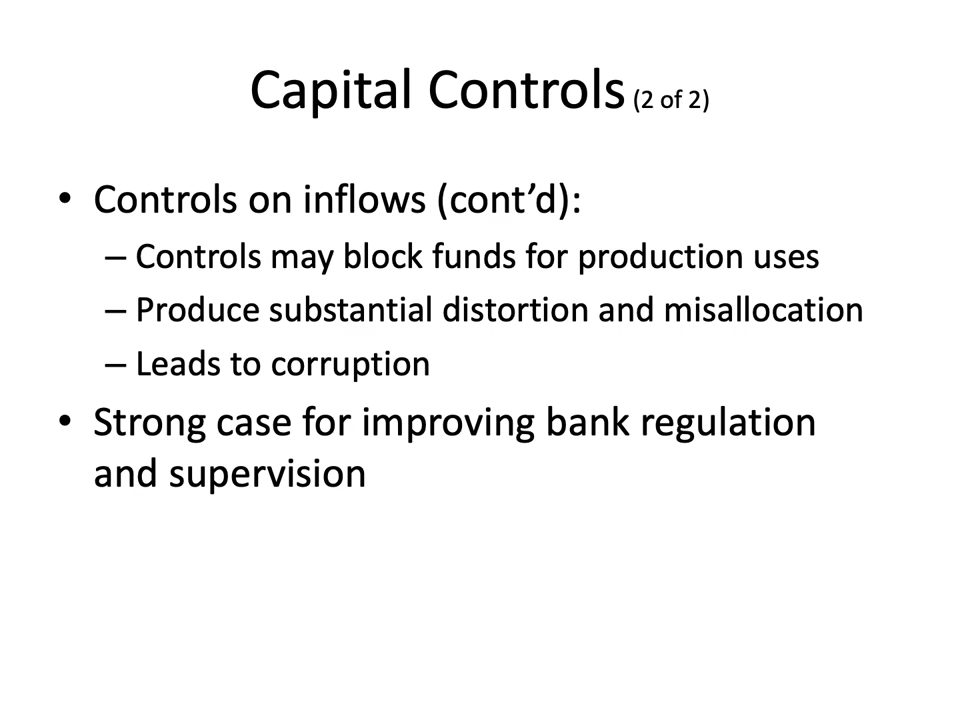 Capital Controls (2 of 2)
• Controls on inflows (cont’d):
– Controls may block funds for production uses
– Produce substantial distortion and misallocation
– Leads to corruption
• Strong case for improving bank regulation
and supervision